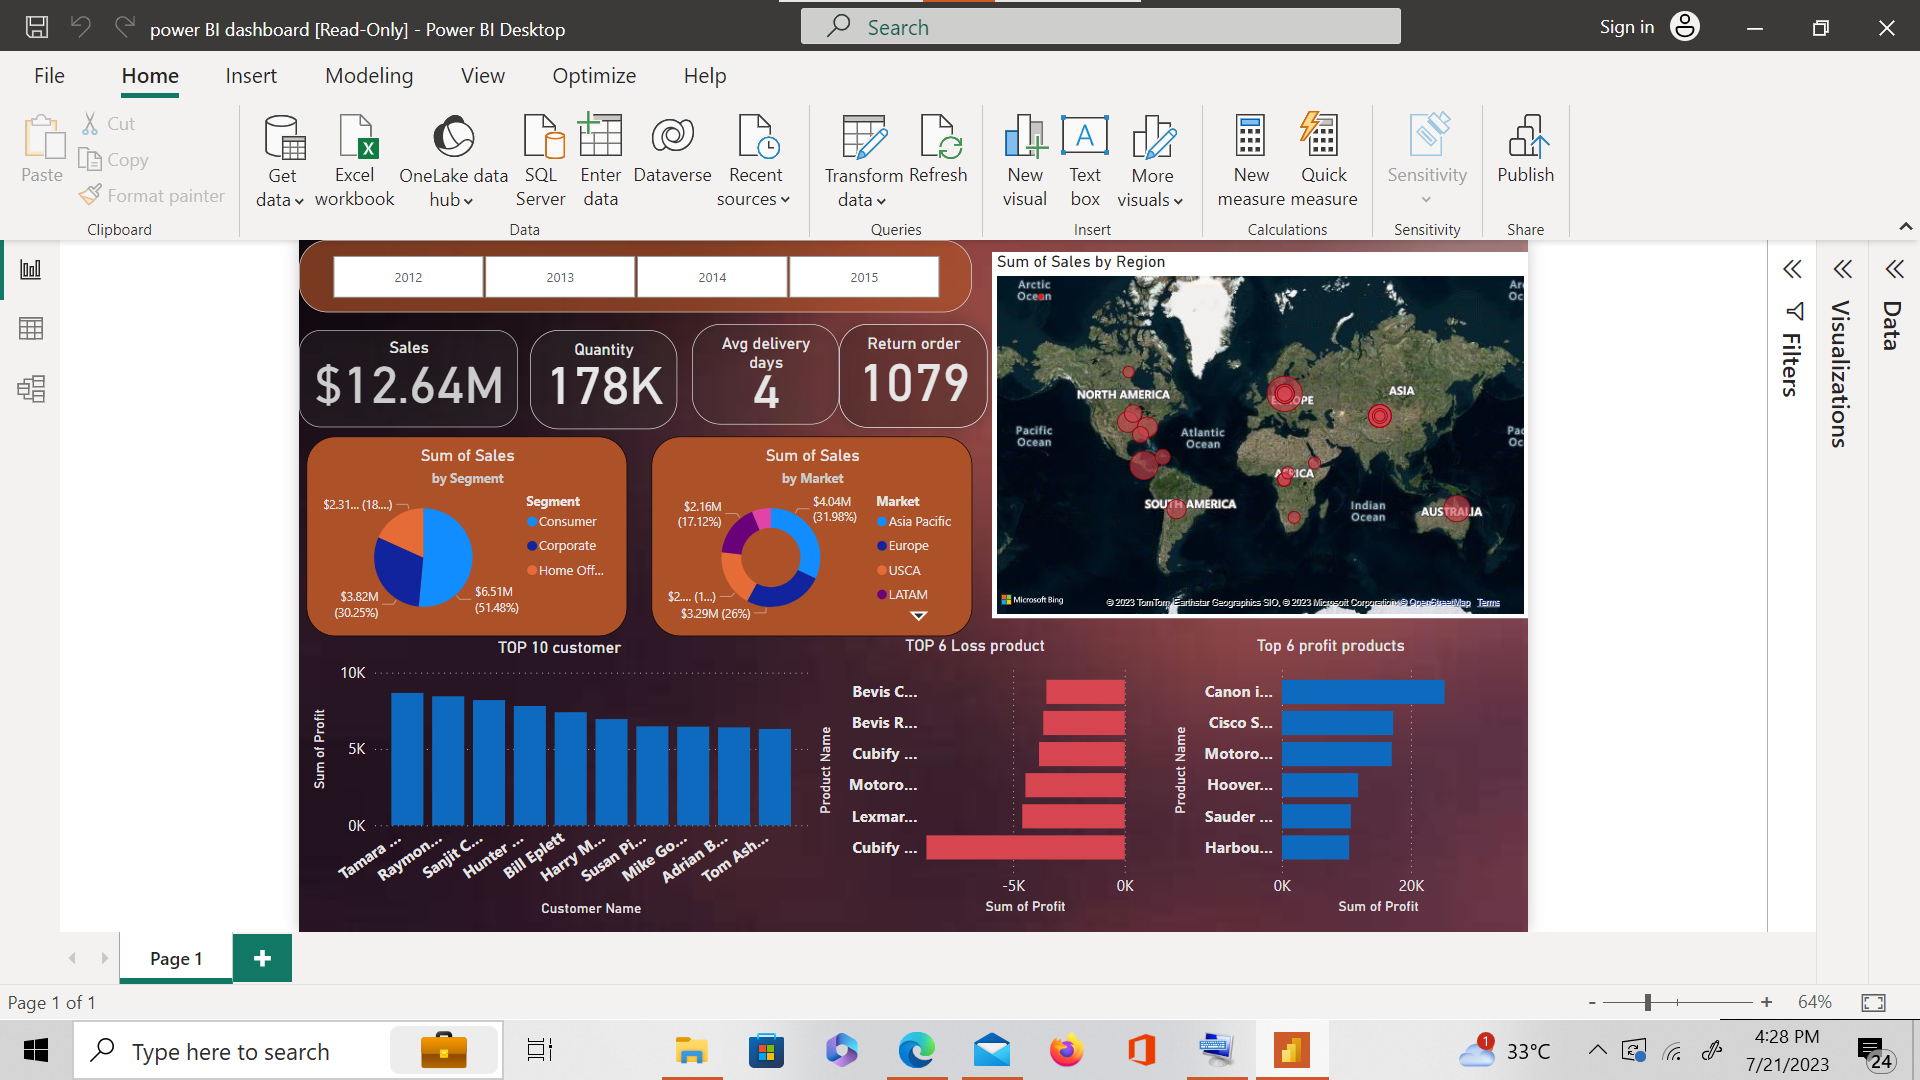 power BI dashboard [Read-Only] - Power BI Desktop
Search
Sign in
File
Home
Insert
Modeling
View
Optimize
Help
Paste
Cut
Copy
Format painter
Clipboard
Get data
Excel workbook
OneLake data hub
SQL Server
Enter data
Dataverse
Recent sources
Data
Transform data
Refresh
Queries
New visual
Text box
More visuals
Insert
New measure
Quick measure
Calculations
Sensitivity
Sensitivity
Publish
Share
2012
2013
2014
2015
Sales
$12.64M
Quantity
178K
Avg delivery
days
4
Return order
1079
Sum of Sales by Region
Arctic
Ocean
Ar
Oc
NORTH AMERICA
ASIA
Pacific
Ocean
Atlantic
Ocean
Pac
Oc
AFRICA
SOUTH AMERICA
Indian
Ocean
AUSTRALIA
Microsoft Bing
© 2023 TomTom, Earthstar Geographics SIO, © 2023 Microsoft Corporation, © OpenStreetMap Terms
Filters
Visualizations
Data
Sum of Sales
by Segment
$2.31... (18....)
$3.82M
(30.25%)
$6.51M
(51.48%)
Segment
Consumer
Corporate
Home Off...
Sum of Sales
by Market
$2.16M
(17.12%)
$4.04M
(31.98%)
$2.... (1...)
$3.29M (26%)
Market
Asia Pacific
Europe
USCA
LATAM
TOP 10 customer
Sum of Profit
10K
5K
0K
Tamara ...
Raymon...
Sanjit C...
Hunter ...
Bill Eplett
Harry M...
Susan Pi...
Mike Go...
Adrian B...
Tom Ash...
Customer Name
TOP 6 Loss product
Product Name
Bevis C...
Bevis R...
Cubify ...
Motoro...
Lexmar...
Cubify ...
-5K
0K
Sum of Profit
Top 6 profit products
Product Name
Canon i...
Cisco S...
Motoro...
Hoover...
Sauder ...
Harbou...
0K
20K
Sum of Profit
Page 1
Page 1 of 1
64%
Type here to search
1
33°C
4:28 PM
7/21/2023
24